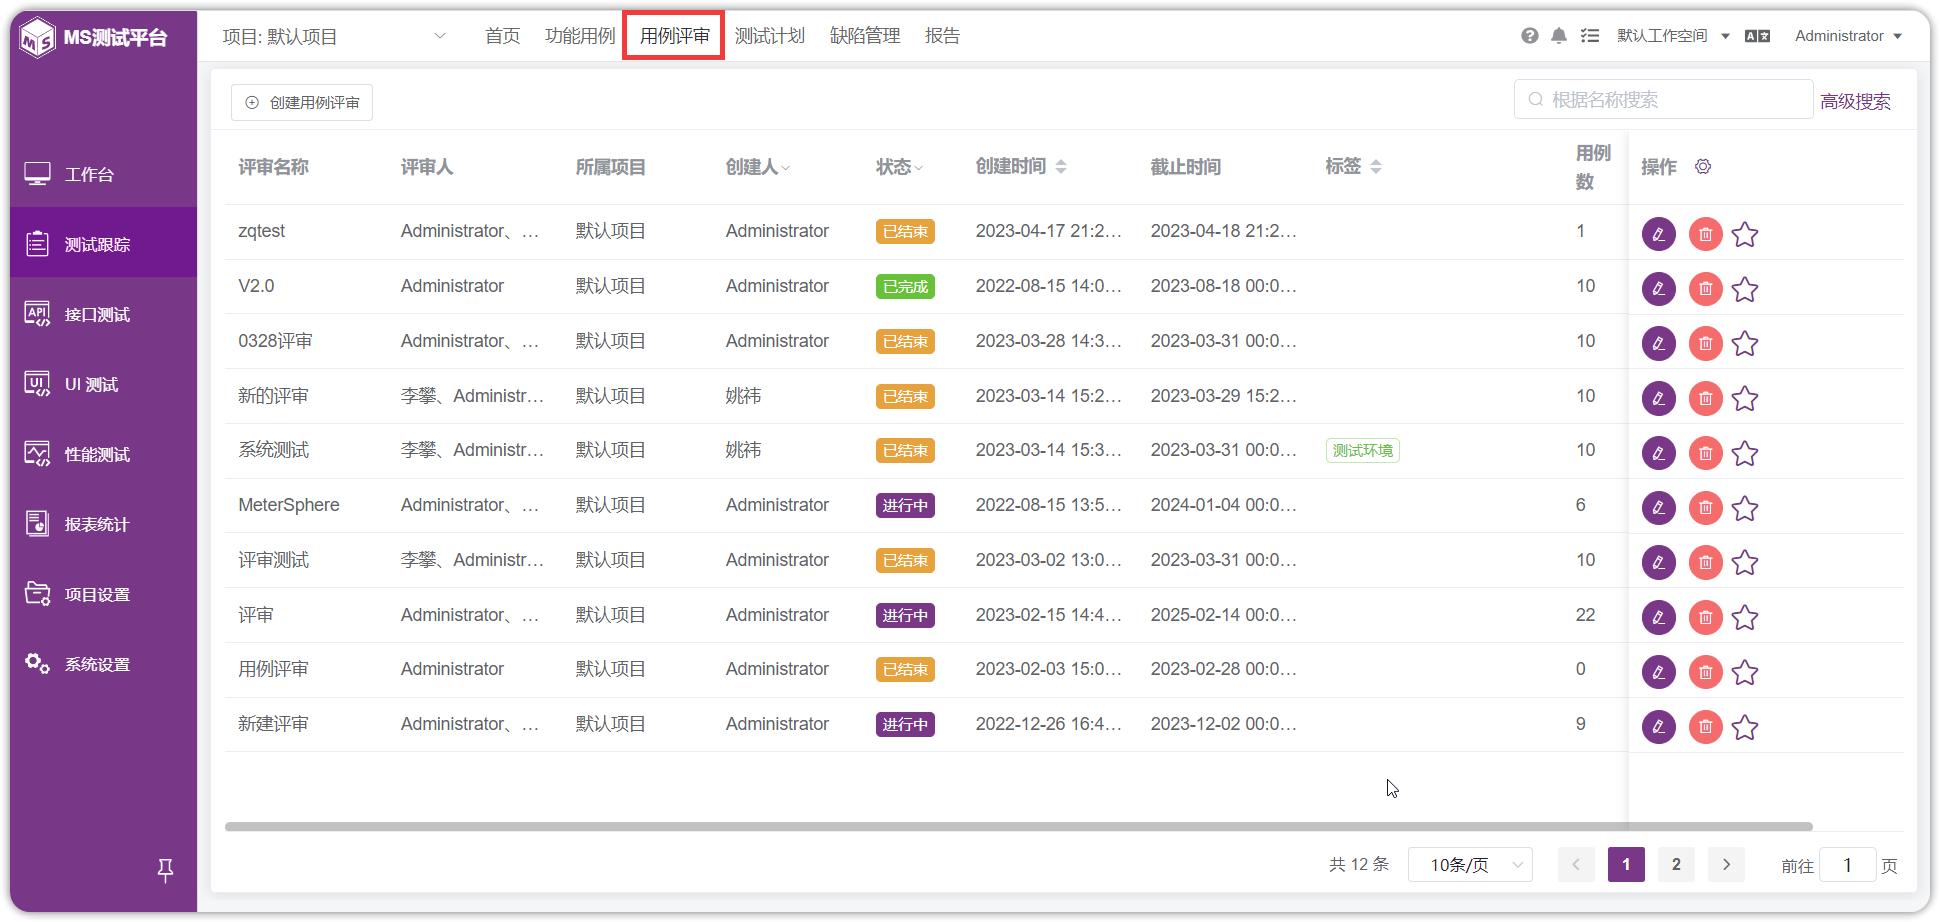 MS测试平台
项目: 默认项目 首页 功能用例 用例评审 测试计划 缺陷管理 报告 默认工作空间 Administrator
工作台
测试跟踪
接口测试
UI 测试
性能测试
报表统计
项目设置
系统设置
创建用例评审 根据名称搜索 高级搜索
评审名称 评审人 所属项目 创建人 状态 创建时间 截止时间 标签 用例数 操作
zqtest Administrator、... 默认项目 Administrator 已结束 2023-04-17 21:2... 2023-04-18 21:2... 1
V2.0 Administrator 默认项目 Administrator 已完成 2022-08-15 14:0... 2023-08-18 00:0... 10
0328评审 Administrator、... 默认项目 Administrator 已结束 2023-03-28 14:3... 2023-03-31 00:0... 10
新的评审 李攀、Administr... 默认项目 姚祎 已结束 2023-03-14 15:2... 2023-03-29 15:2... 10
系统测试 李攀、Administr... 默认项目 姚祎 已结束 2023-03-14 15:3... 2023-03-31 00:0... 测试环境 10
MeterSphere Administrator、... 默认项目 Administrator 进行中 2022-08-15 13:5... 2024-01-04 00:0... 6
评审测试 李攀、Administr... 默认项目 Administrator 已结束 2023-03-02 13:0... 2023-03-31 00:0... 10
评审 Administrator、... 默认项目 Administrator 进行中 2023-02-15 14:4... 2025-02-14 00:0... 22
用例评审 Administrator 默认项目 Administrator 已结束 2023-02-03 15:0... 2023-02-28 00:0... 0
新建评审 Administrator、... 默认项目 Administrator 进行中 2022-12-26 16:4... 2023-12-02 00:0... 9
共 12 条 10条/页 1 2 前往 1 页